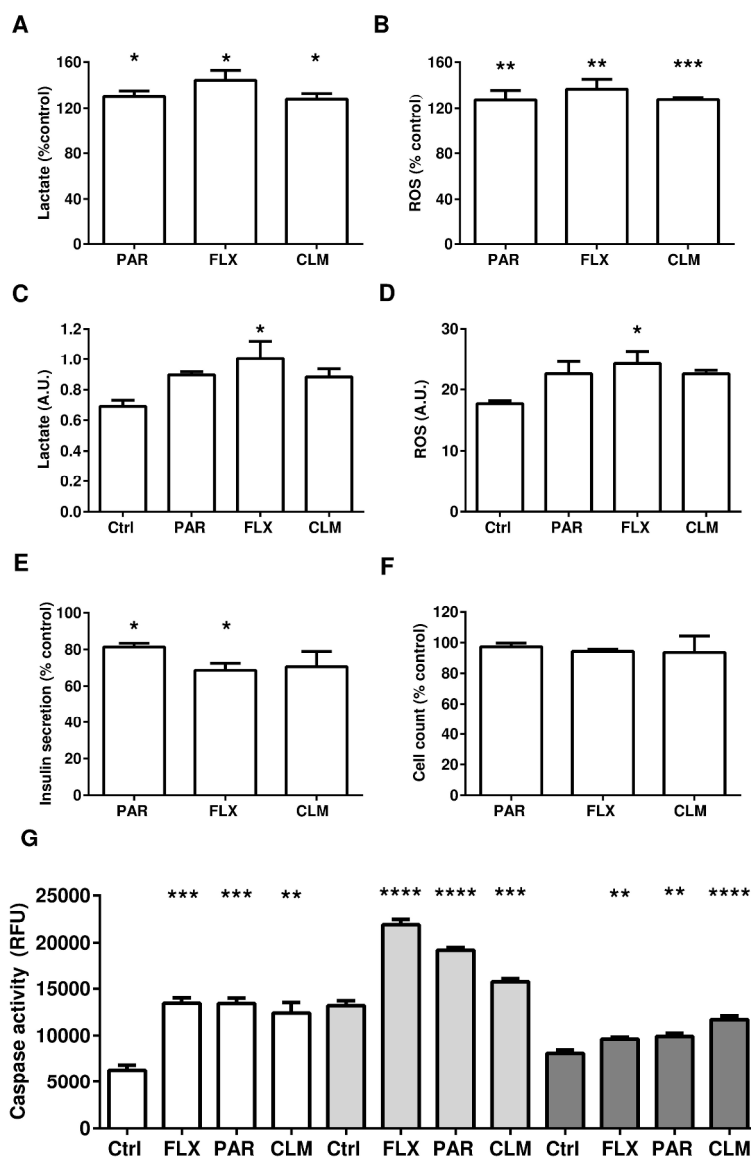 A
B
* * *
** ** ***
160
120
80
40
0
Lactate (%control)
PAR FLX CLM
160
120
80
40
0
ROS (% control)
PAR FLX CLM
C
D
*
*
1.2
1.0
0.8
0.6
0.4
0.2
0.0
Lactate (A.U.)
Ctrl PAR FLX CLM
30
20
10
0
ROS (A.U.)
Ctrl PAR FLX CLM
E
F
* *
100
80
60
40
20
0
Insulin secretion (% control)
PAR FLX CLM
120
100
80
60
40
20
0
Cell count (% control)
PAR FLX CLM
G
*** *** ** **** **** *** ** ** ****
25000
20000
15000
10000
5000
0
Caspase activity (RFU)
Ctrl FLX PAR CLM Ctrl FLX PAR CLM Ctrl FLX PAR CLM